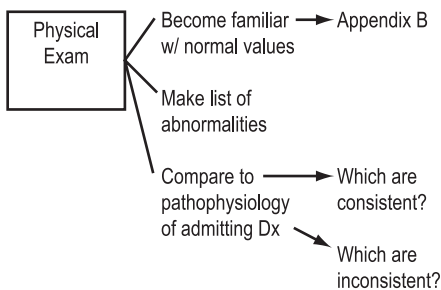 Physical
Exam
Become familiar
w/ normal values
Appendix B
Make list of
abnormalities
Compare to
pathophysiology
of admitting Dx
Which are
consistent?
Which are
inconsistent?